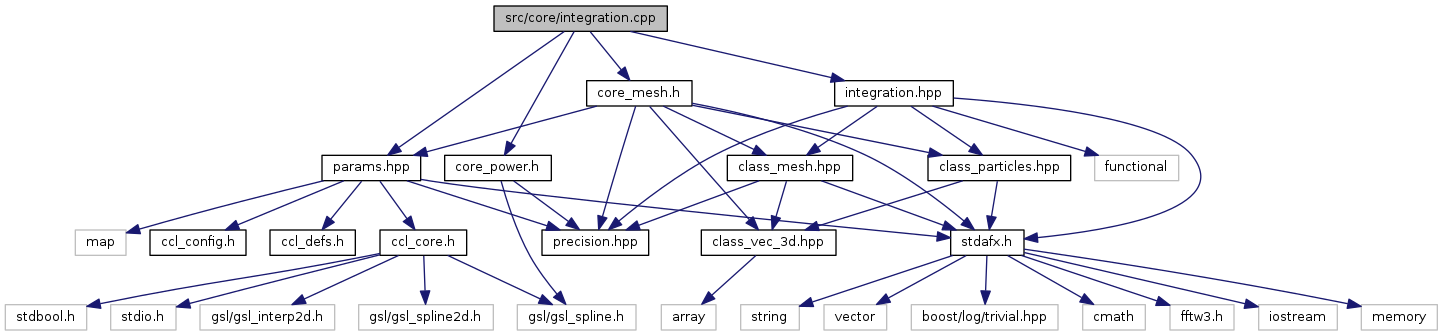 src/core/integration.cpp
core_mesh.h
integration.hpp
params.hpp
core_power.h
class_mesh.hpp
class_particles.hpp
functional
map
ccl_config.h
ccl_defs.h
ccl_core.h
precision.hpp
class_vec_3d.hpp
stdafx.h
stdbool.h
stdio.h
gsl/gsl_interp2d.h
gsl/gsl_spline2d.h
gsl/gsl_spline.h
array
string
vector
boost/log/trivial.hpp
cmath
fftw3.h
iostream
memory